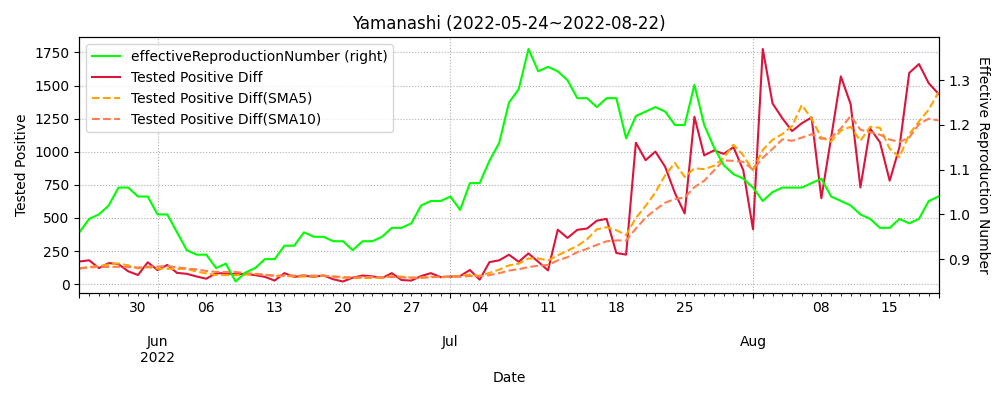 Yamanashi (2022-05-24~2022-08-22)
effectiveReproductionNumber (right)
Tested Positive Diff
Tested Positive Diff(SMA5)
Tested Positive Diff(SMA10)
Tested Positive
1750
1500
1250
1000
750
500
250
0
Effective Reproduction Number
1.3
1.2
1.1
1.0
0.9
30 06 13 20 27 04 11 18 25 08 15
Jun Jul Aug
2022
Date